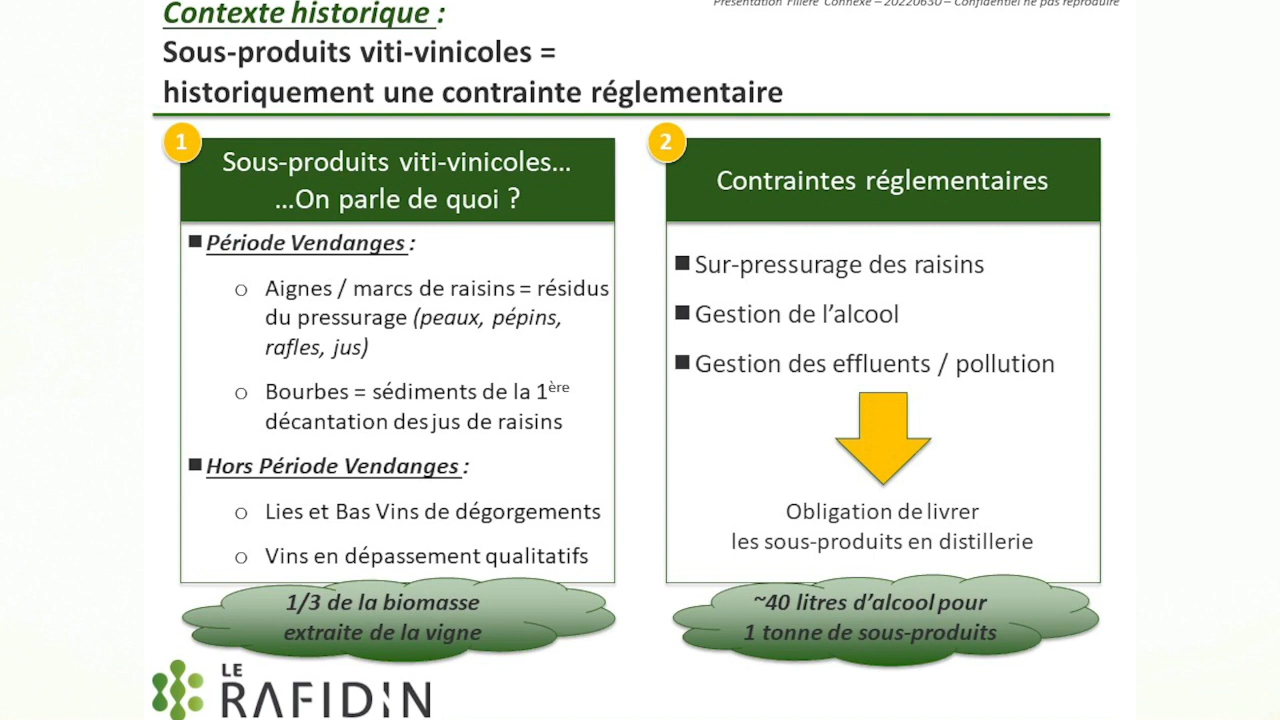 Présentation Filière Connexe – 20220630 – Confidentiel ne pas reproduire
Contexte historique :
Sous-produits viti-vinicoles =
historiquement une contrainte réglementaire
1
Sous-produits viti-vinicoles…
…On parle de quoi ?
Période Vendanges :
Aignes / marcs de raisins = résidus
du pressurage (peaux, pépins,
rafles, jus)
Bourbes = sédiments de la 1ère
décantation des jus de raisins
Hors Période Vendanges :
Lies et Bas Vins de dégorgements
Vins en dépassement qualitatifs
1/3 de la biomasse
extraite de la vigne
2
Contraintes réglementaires
Sur-pressurage des raisins
Gestion de l’alcool
Gestion des effluents / pollution
Obligation de livrer
les sous-produits en distillerie
~40 litres d’alcool pour
1 tonne de sous-produits
LE
RAFIDIN